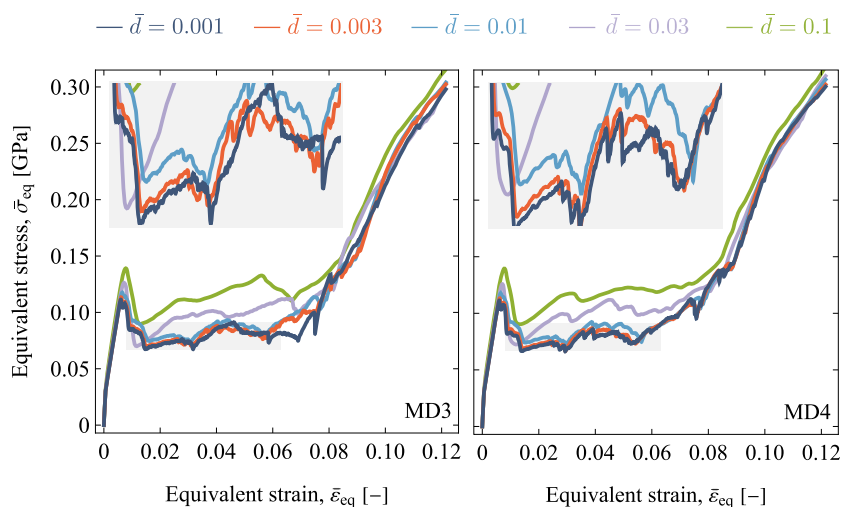 d̄ = 0.001 d̄ = 0.003 d̄ = 0.01 d̄ = 0.03 d̄ = 0.1
0.30
0.25
0.20
0.15
0.10
0.05
0
Equivalent stress, σ̄eq [GPa]
MD3
MD4
0 0.02 0.04 0.06 0.08 0.10 0.12
0 0.02 0.04 0.06 0.08 0.10 0.12
Equivalent strain, ε̄eq [−]
Equivalent strain, ε̄eq [−]